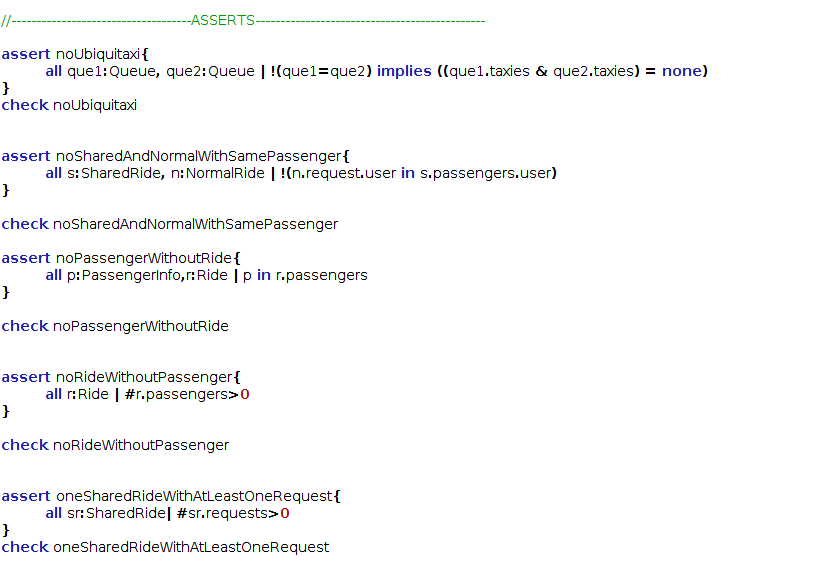 //------------------------------------ASSERTS----------------------------------------------
assert noUbiquitaxi{
all que1:Queue, que2:Queue | !(que1=que2) implies ((que1.taxies & que2.taxies) = none)
}
check noUbiquitaxi
assert noSharedAndNormalWithSamePassenger{
all s:SharedRide, n:NormalRide | !(n.request.user in s.passengers.user)
}
check noSharedAndNormalWithSamePassenger
assert noPassengerWithoutRide{
all p:PassengerInfo,r:Ride | p in r.passengers
}
check noPassengerWithoutRide
assert noRideWithoutPassenger{
all r:Ride | #r.passengers>0
}
check noRideWithoutPassenger
assert oneSharedRideWithAtLeastOneRequest{
all sr:SharedRide| #sr.requests>0
}
check oneSharedRideWithAtLeastOneRequest